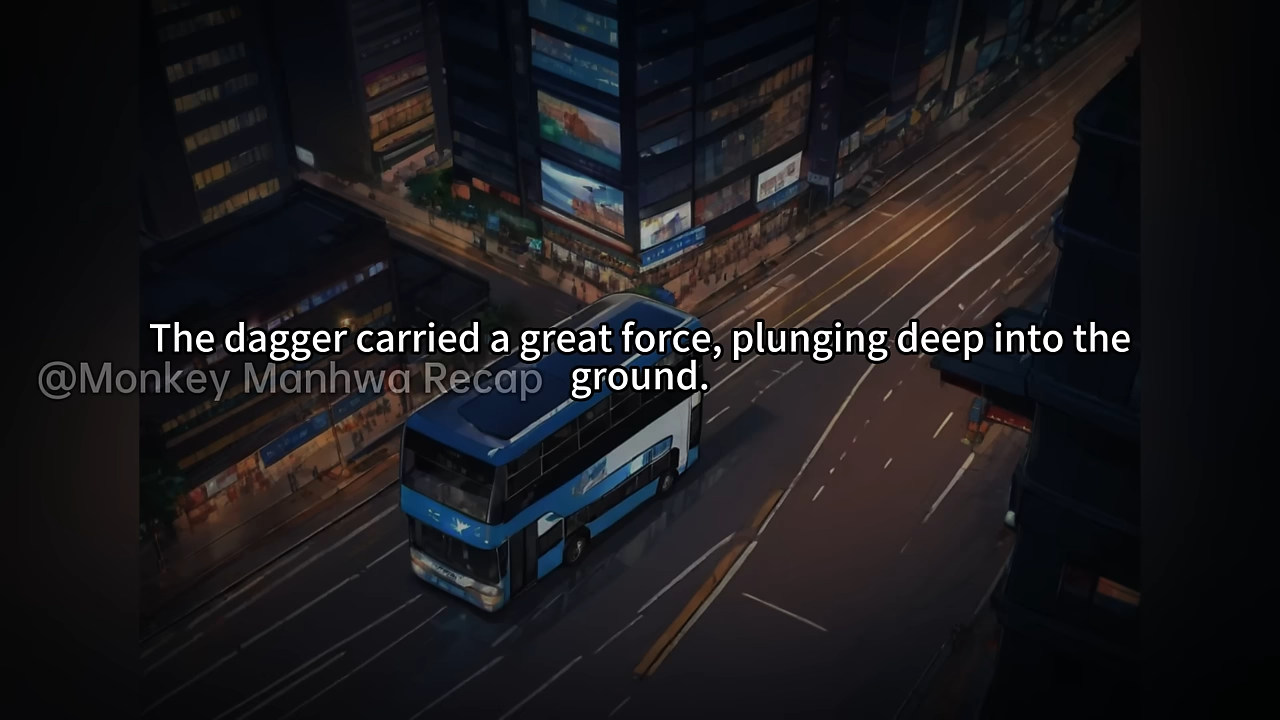 The dagger carried a great force, plunging deep into the
ground.
@Monkey Manhwa Recap